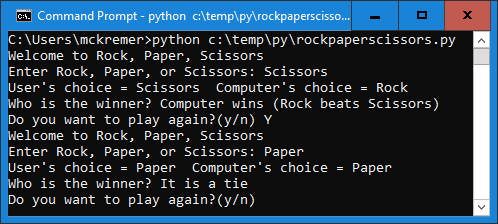 Command Prompt - python c:\temp\py\rockpapersciss...
C:\Users\mckremer>python c:\temp\py\rockpaperscissors.py
Welcome to Rock, Paper, Scissors
Enter Rock, Paper, or Scissors: Scissors
User's choice = Scissors  Computer's choice = Rock
Who is the winner? Computer wins (Rock beats Scissors)
Do you want to play again?(y/n) Y
Welcome to Rock, Paper, Scissors
Enter Rock, Paper, or Scissors: Paper
User's choice = Paper  Computer's choice = Paper
Who is the winner? It is a tie
Do you want to play again?(y/n)